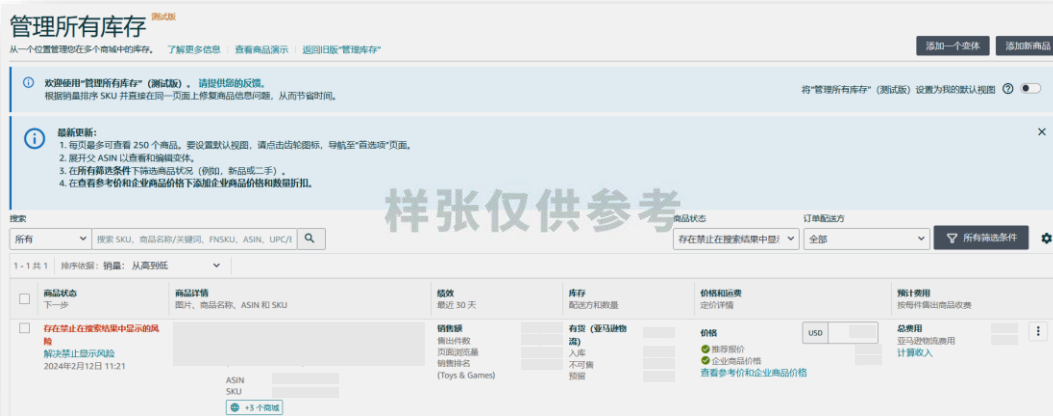 管理所有库存 测试版
从一个位置管理您在多个商城中的库存。 了解更多信息 查看商品演示 返回旧版"管理库存"
添加一个变体 添加新商品
欢迎使用"管理所有库存"(测试版)。 请提供您的反馈。
根据销量排序 SKU 并直接在同一页面上修复商品信息问题,从而节省时间。
将"管理所有库存"(测试版)设置为我的默认视图
最新更新:
1. 每页最多可查看 250 个商品。要设置默认视图,请点击齿轮图标,导航至"首选项"页面。
2. 展开父 ASIN 以查看和编辑变体。
3. 在所有筛选条件下筛选商品状况(例如,新品或二手)。
4. 在查看参考价和企业商品价格下添加企业商品价格和数量折扣。
样张仅供参考
搜索 商品状态 订单配送方
所有 搜索 SKU、商品名称/关键词、FNSKU、ASIN、UPC/E 存在禁止在搜索结果中显示 全部 所有筛选条件
1 - 1 共 1 排序依据: 销量: 从高到低
商品状态 商品详情 绩效 库存 价格和运费 预计费用
下一步 图片、商品名称、ASIN 和 SKU 最近 30 天 配送方和数量 定价详情 按每件售出商品收费
存在禁止在搜索结果中显示的风险
解决禁止显示风险
2024年2月12日 11:21
ASIN
SKU
+3 个商城
销售额
售出件数
页面浏览量
销售排名
(Toys & Games)
有货(亚马逊物流)
入库
不可售
预留
价格 USD
推荐报价
企业商品价格
查看参考价和企业商品价格
总费用
亚马逊物流费用
计算收入